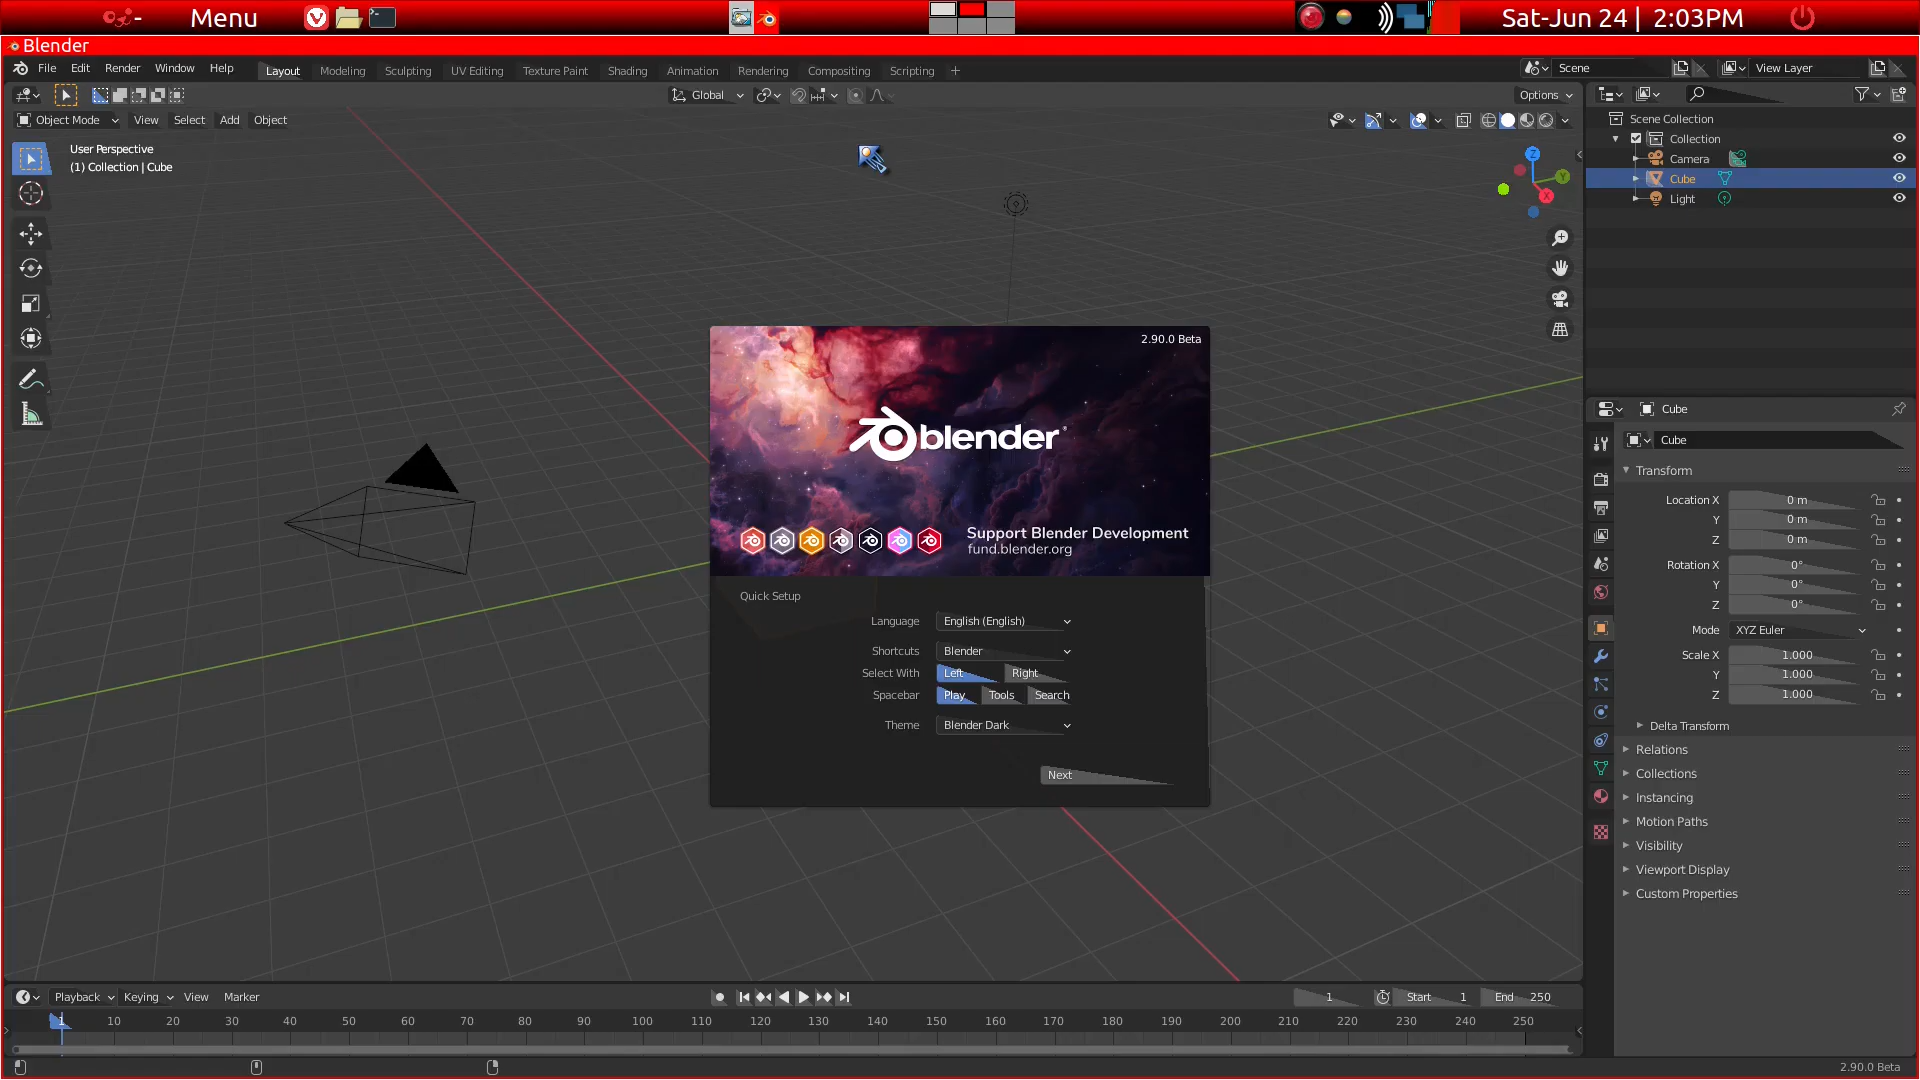 Menu
Sat-Jun 24 | 2:03PM
Blender
File Edit Render Window Help Layout Modeling Sculpting UV Editing Texture Paint Shading Animation Rendering Compositing Scripting + Scene View Layer
Global Options
Object Mode View Select Add Object
User Perspective
(1) Collection | Cube
Z
Y
X
Scene Collection
Collection
Camera
Cube
Light
2.90.0 Beta
blender
Support Blender Development
fund.blender.org
Quick Setup
Language English (English)
Shortcuts Blender
Select With Left Right
Spacebar Play Tools Search
Theme Blender Dark
Next
Cube
Cube
Transform
Location X 0 m
Y 0 m
Z 0 m
Rotation X 0°
Y 0°
Z 0°
Mode XYZ Euler
Scale X 1.000
Y 1.000
Z 1.000
Delta Transform
Relations
Collections
Instancing
Motion Paths
Visibility
Viewport Display
Custom Properties
Playback Keying View Marker 1 Start 1 End 250
1 10 20 30 40 50 60 70 80 90 100 110 120 130 140 150 160 170 180 190 200 210 220 230 240 250
2.90.0 Beta